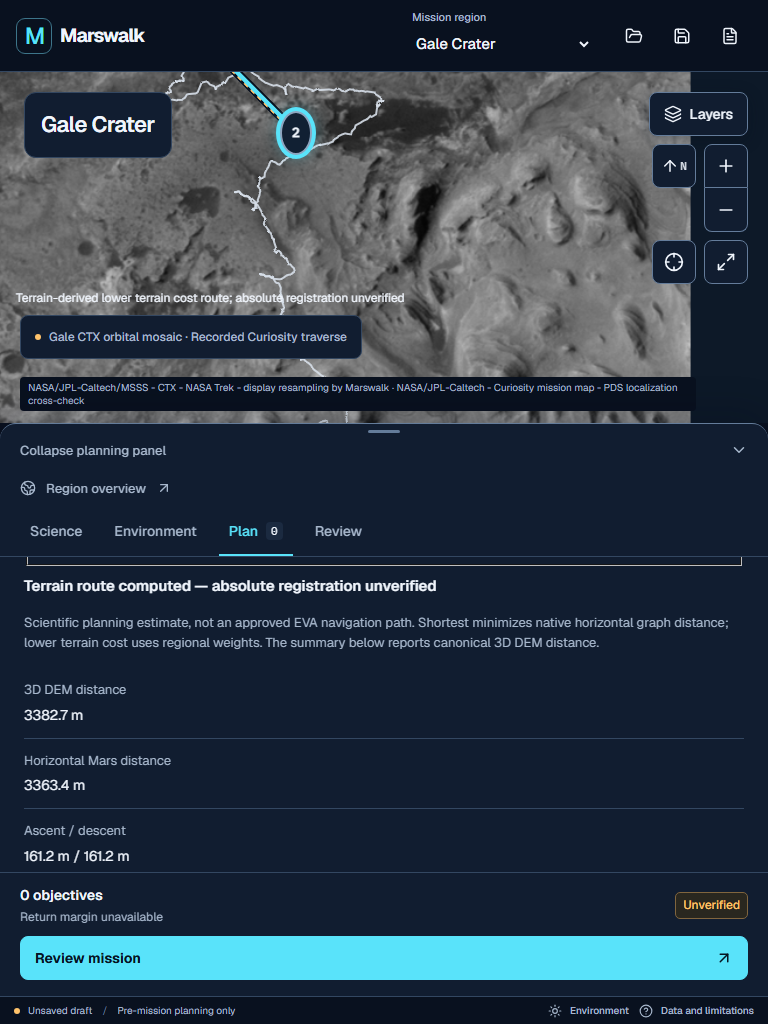 M Marswalk
Mission region
Gale Crater
Gale Crater
2
Layers
N
Terrain-derived lower terrain cost route; absolute registration unverified
Gale CTX orbital mosaic · Recorded Curiosity traverse
NASA/JPL-Caltech/MSSS - CTX - NASA Trek - display resampling by Marswalk · NASA/JPL-Caltech - Curiosity mission map - PDS localization
cross-check
Collapse planning panel
Region overview
Science Environment Plan 0 Review
Terrain route computed — absolute registration unverified
Scientific planning estimate, not an approved EVA navigation path. Shortest minimizes native horizontal graph distance;
lower terrain cost uses regional weights. The summary below reports canonical 3D DEM distance.
3D DEM distance
3382.7 m
Horizontal Mars distance
3363.4 m
Ascent / descent
161.2 m / 161.2 m
0 objectives
Return margin unavailable
Unverified
Review mission
Unsaved draft / Pre-mission planning only
Environment
Data and limitations